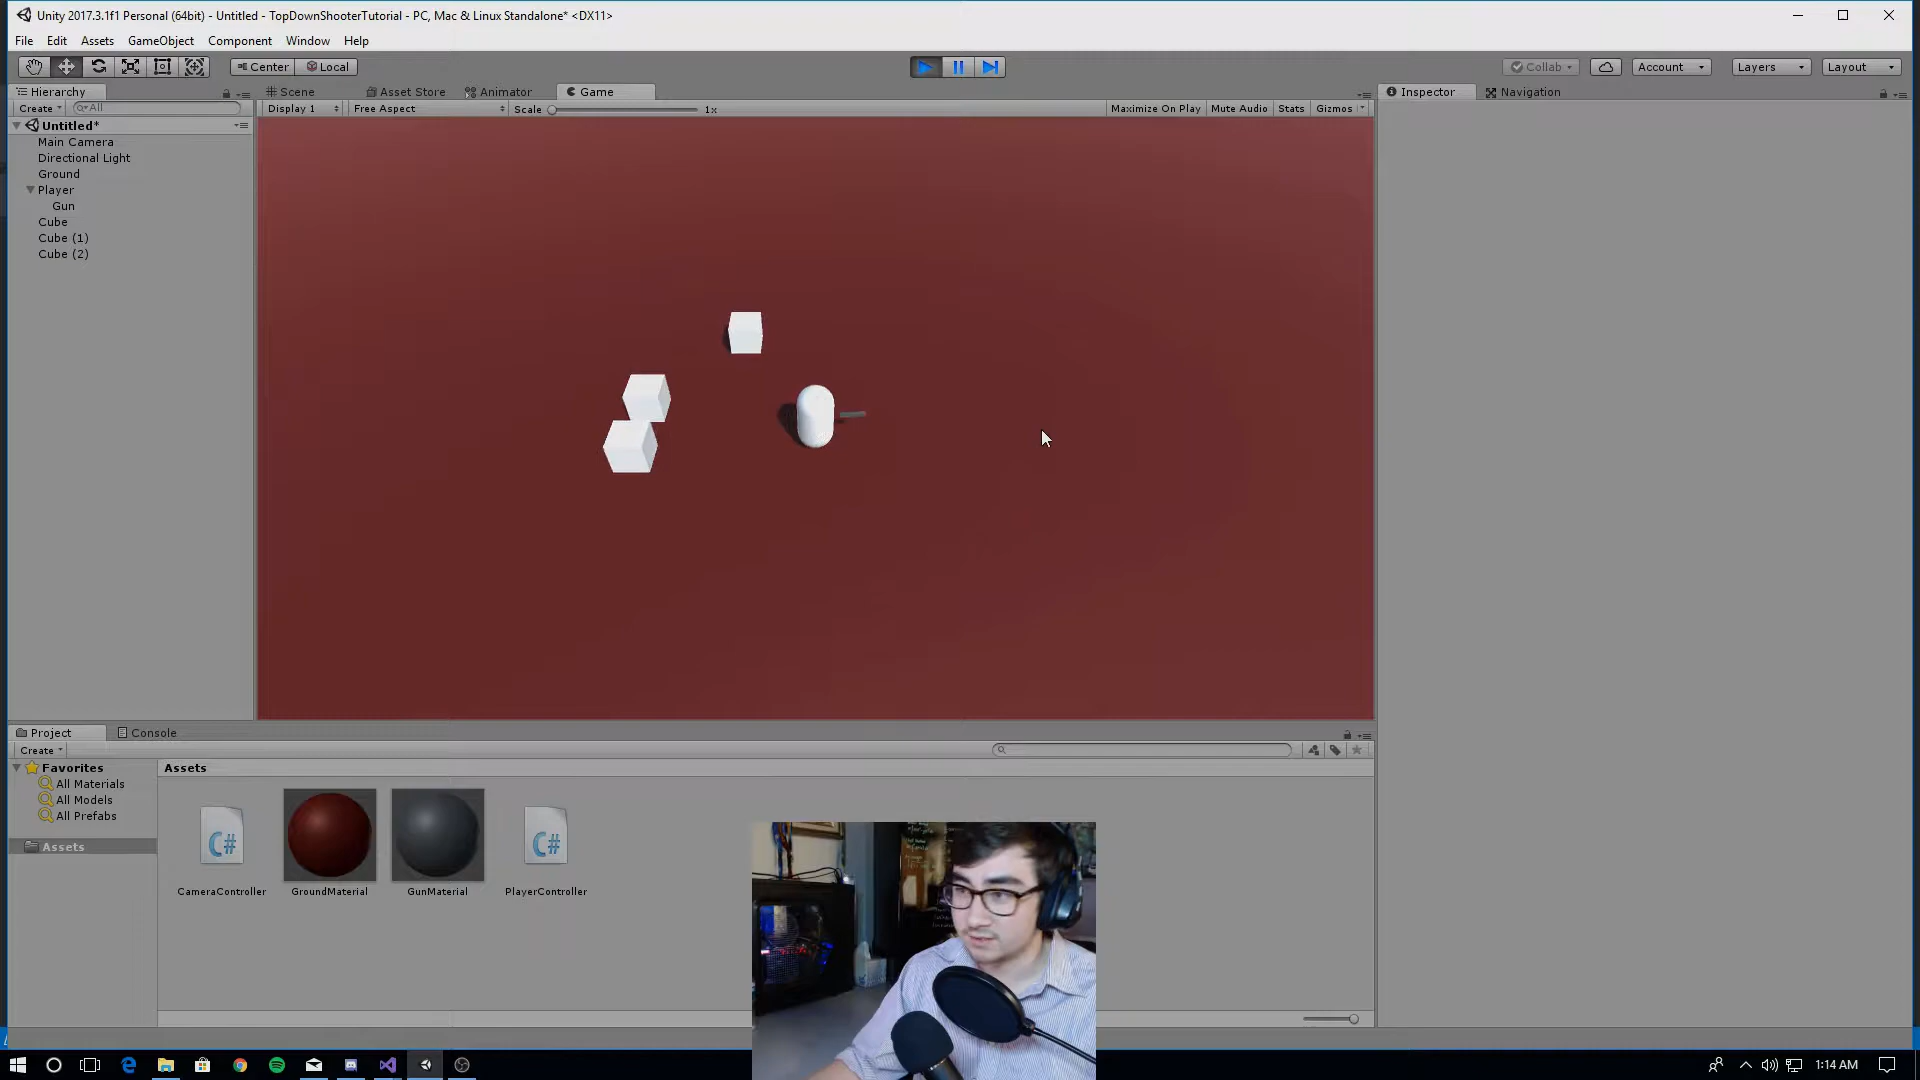 Unity 2017.3.1f1 Personal (64bit) - Untitled - TopDownShooterTutorial - PC, Mac & Linux Standalone* <DX11>
File Edit Assets GameObject Component Window Help
Center Local Collab Account Layers Layout
Hierarchy Scene Asset Store Animator Game Inspector Navigation
Create All Display 1 Free Aspect Scale 1x Maximize On Play Mute Audio Stats Gizmos
Untitled*
Main Camera
Directional Light
Ground
Player
Gun
Cube
Cube (1)
Cube (2)
Project Console
Create
Favorites Assets
All Materials
All Models
All Prefabs
Assets
C# C#
CameraController GroundMaterial GunMaterial PlayerController
1:14 AM